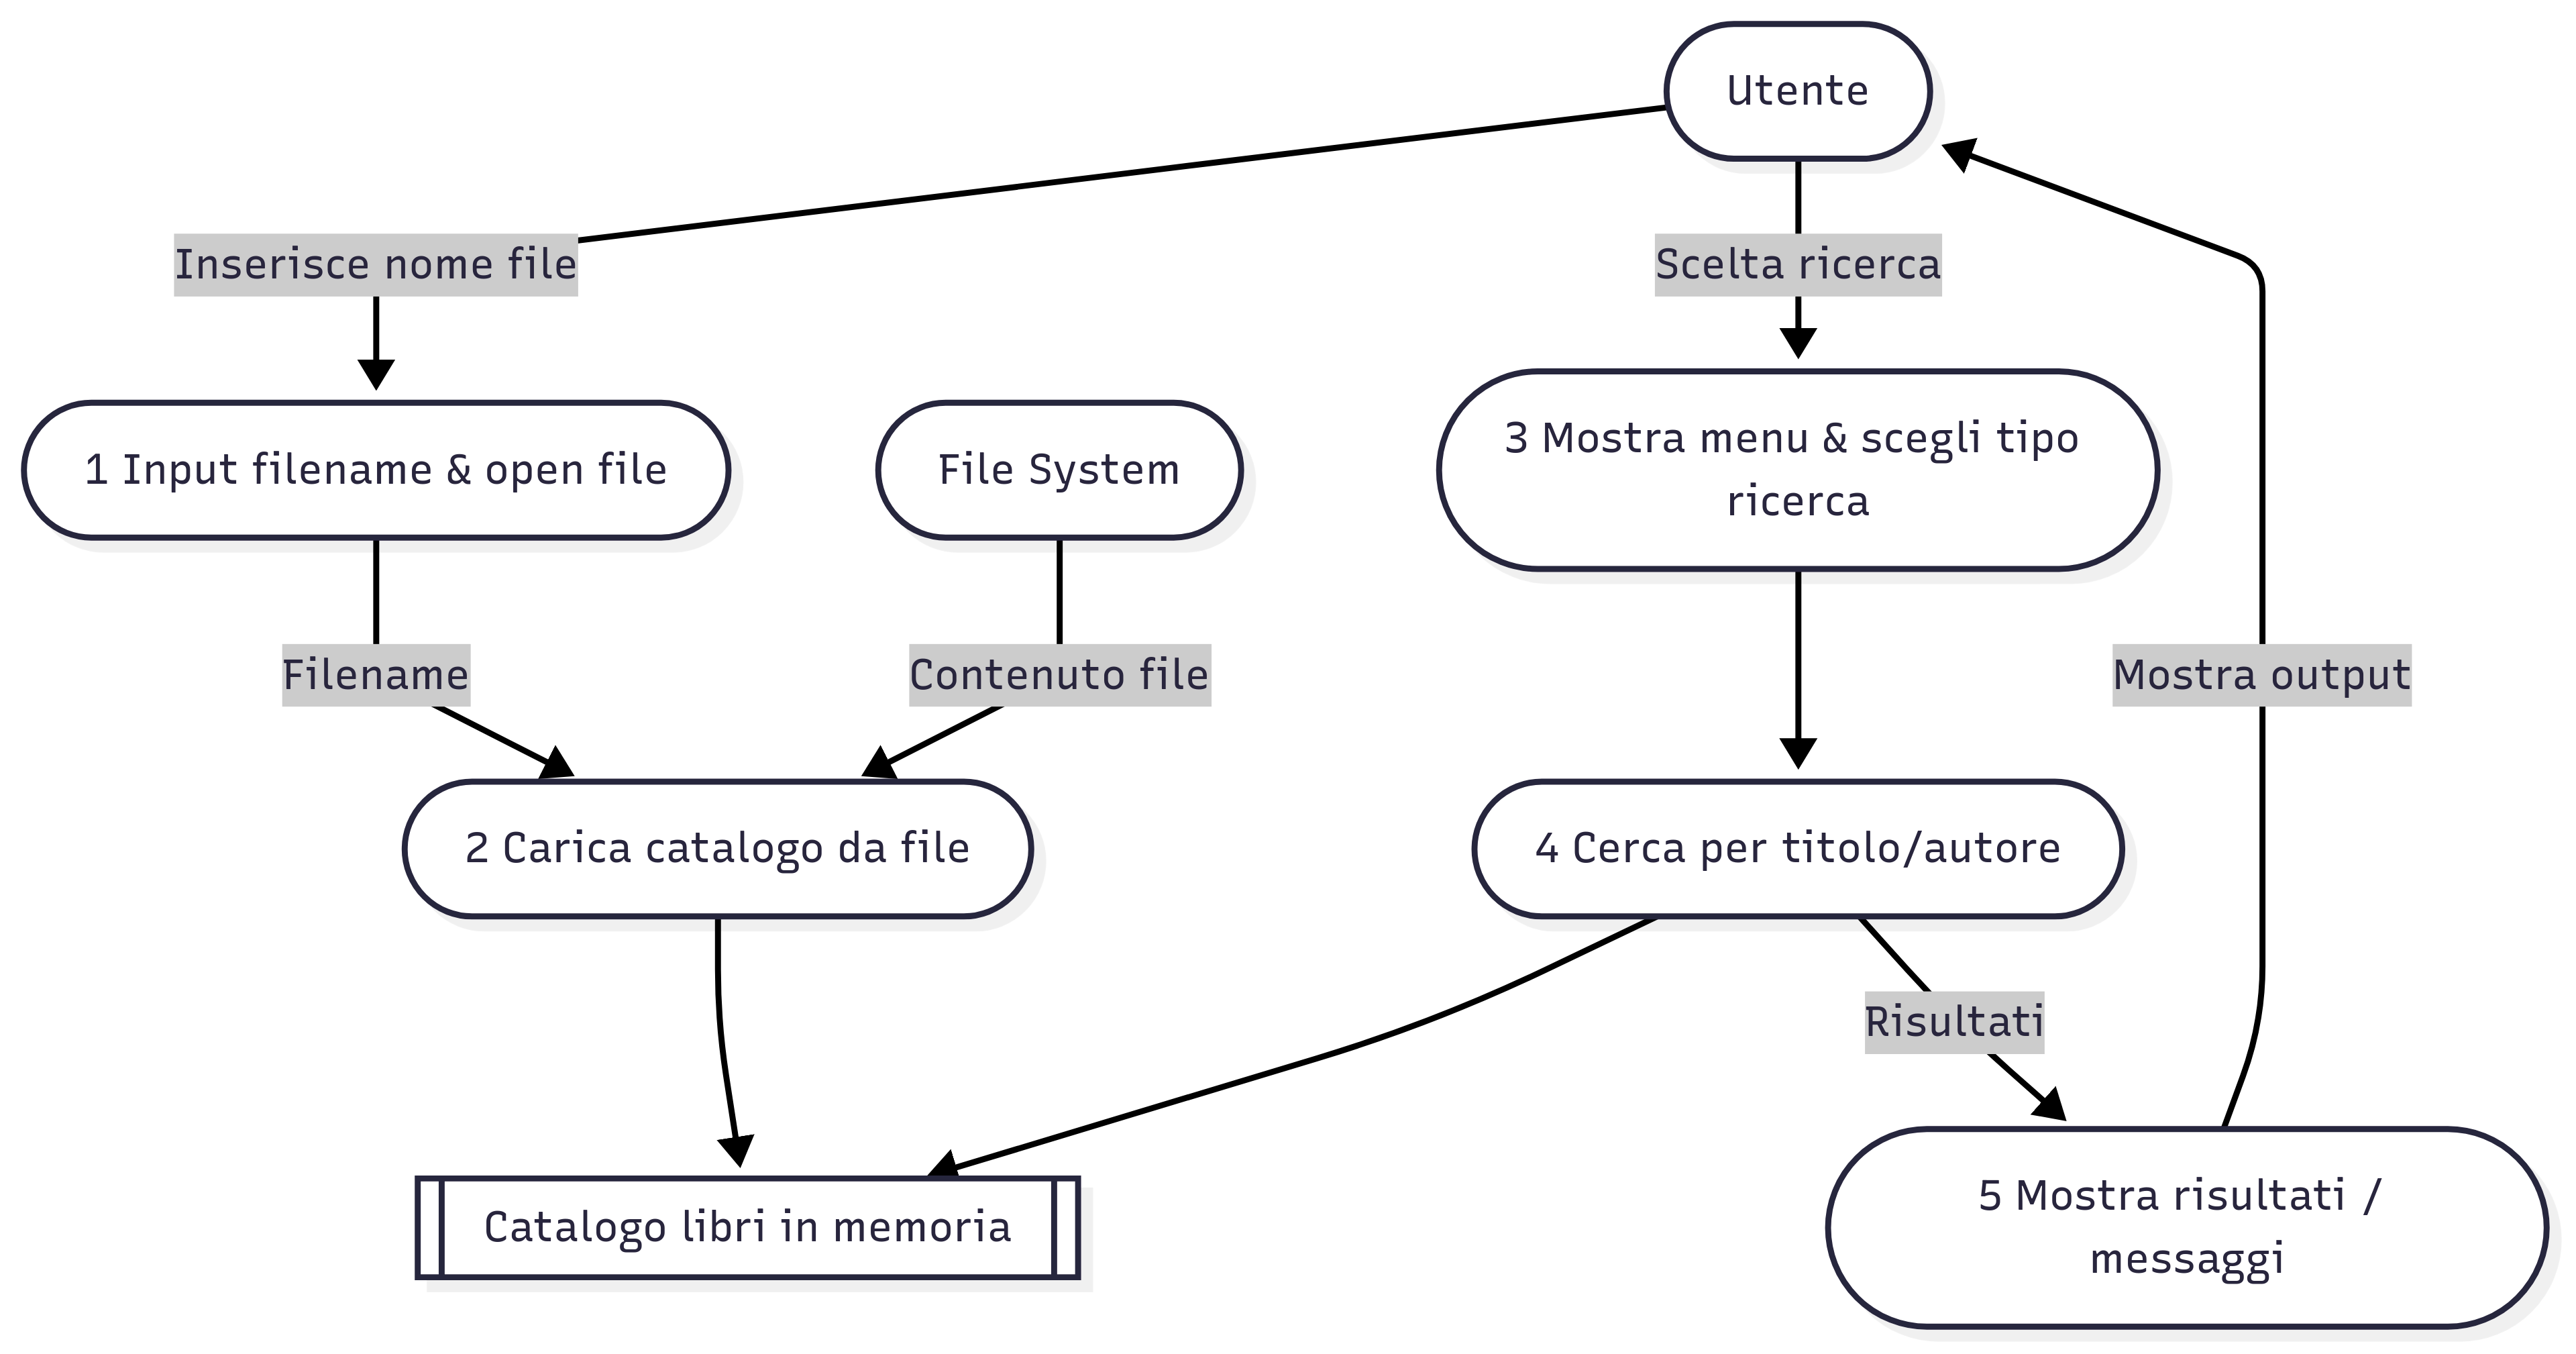 Utente
Inserisce nome file
Scelta ricerca
1 Input filename & open file
File System
3 Mostra menu & scegli tipo
ricerca
Filename
Contenuto file
Mostra output
2 Carica catalogo da file
4 Cerca per titolo/autore
Risultati
Catalogo libri in memoria
5 Mostra risultati /
messaggi